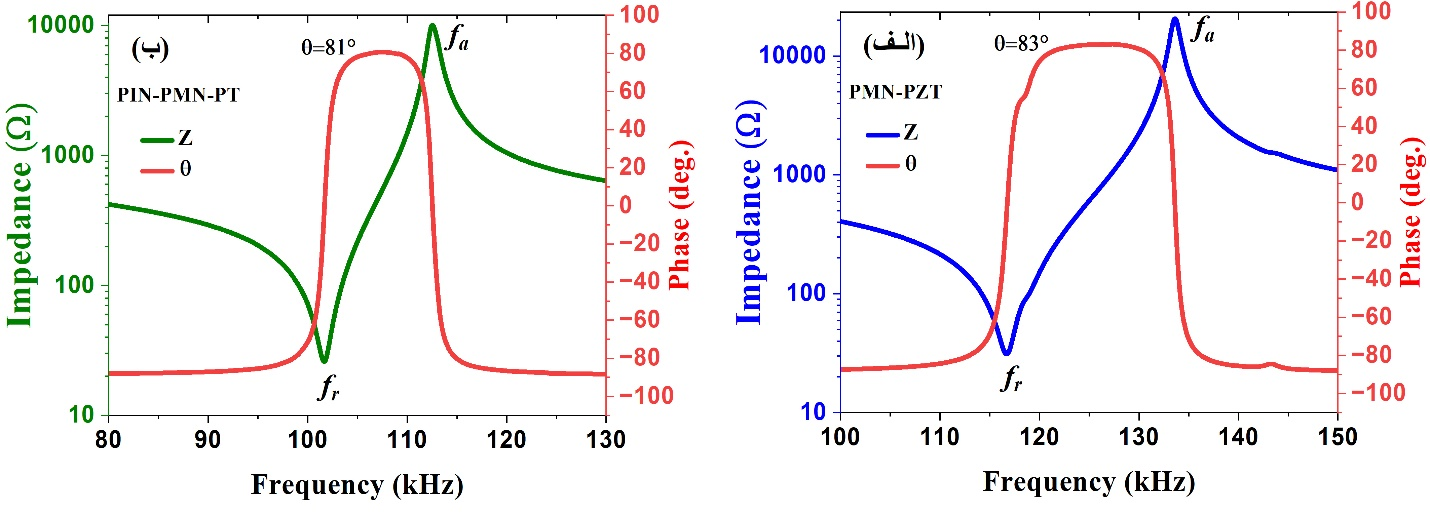 10000
1000
100
10
Impedance (Ω)
(ب)
θ=81°
fa
PIN-PMN-PT
Z
θ
fr
100
80
60
40
20
0
−20
−40
−60
−80
−100
Phase (deg.)
80 90 100 110 120 130
Frequency (kHz)
10000
1000
100
10
Impedance (Ω)
(الـف)
θ=83°
fa
PMN-PZT
Z
θ
fr
100
80
60
40
20
0
−20
−40
−60
−80
−100
Phase (deg.)
100 110 120 130 140 150
Frequency (kHz)